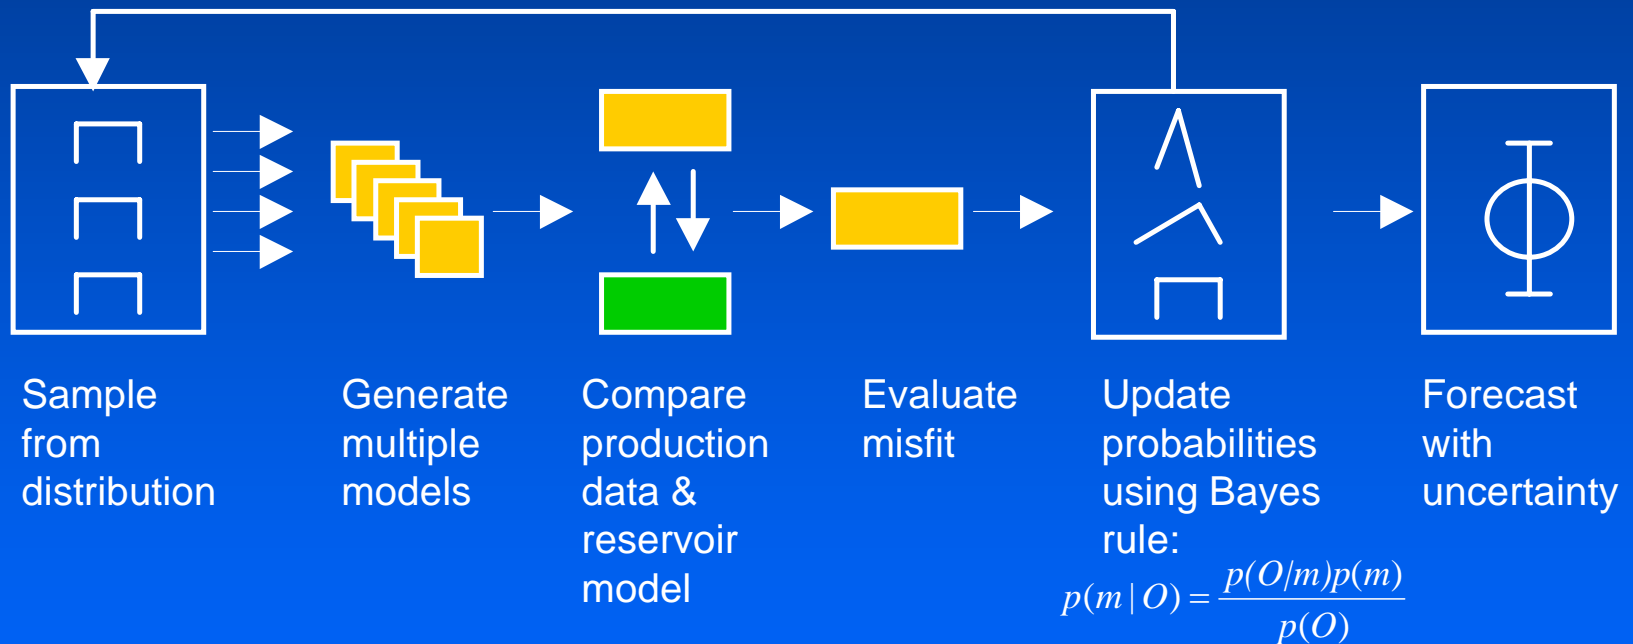 Sample
from
distribution
Generate
multiple
models
Compare
production
data &
reservoir
model
Evaluate
misfit
Update
probabilities
using Bayes
rule:
p(m | O) = p(O/m)p(m) / p(O)
Forecast
with
uncertainty